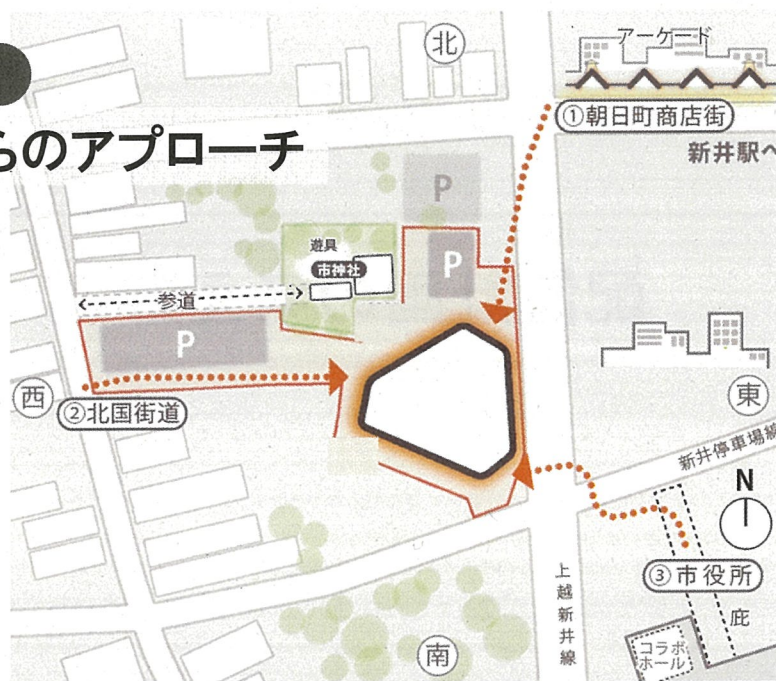 北
アーケード
①朝日町商店街
らのアプローチ
新井駅へ
P
遊具
P
市神社
参道
P
西
②北国街道
東
新井停車場線
N
③市役所
上越新井線
庇
コラボ
ホール
南